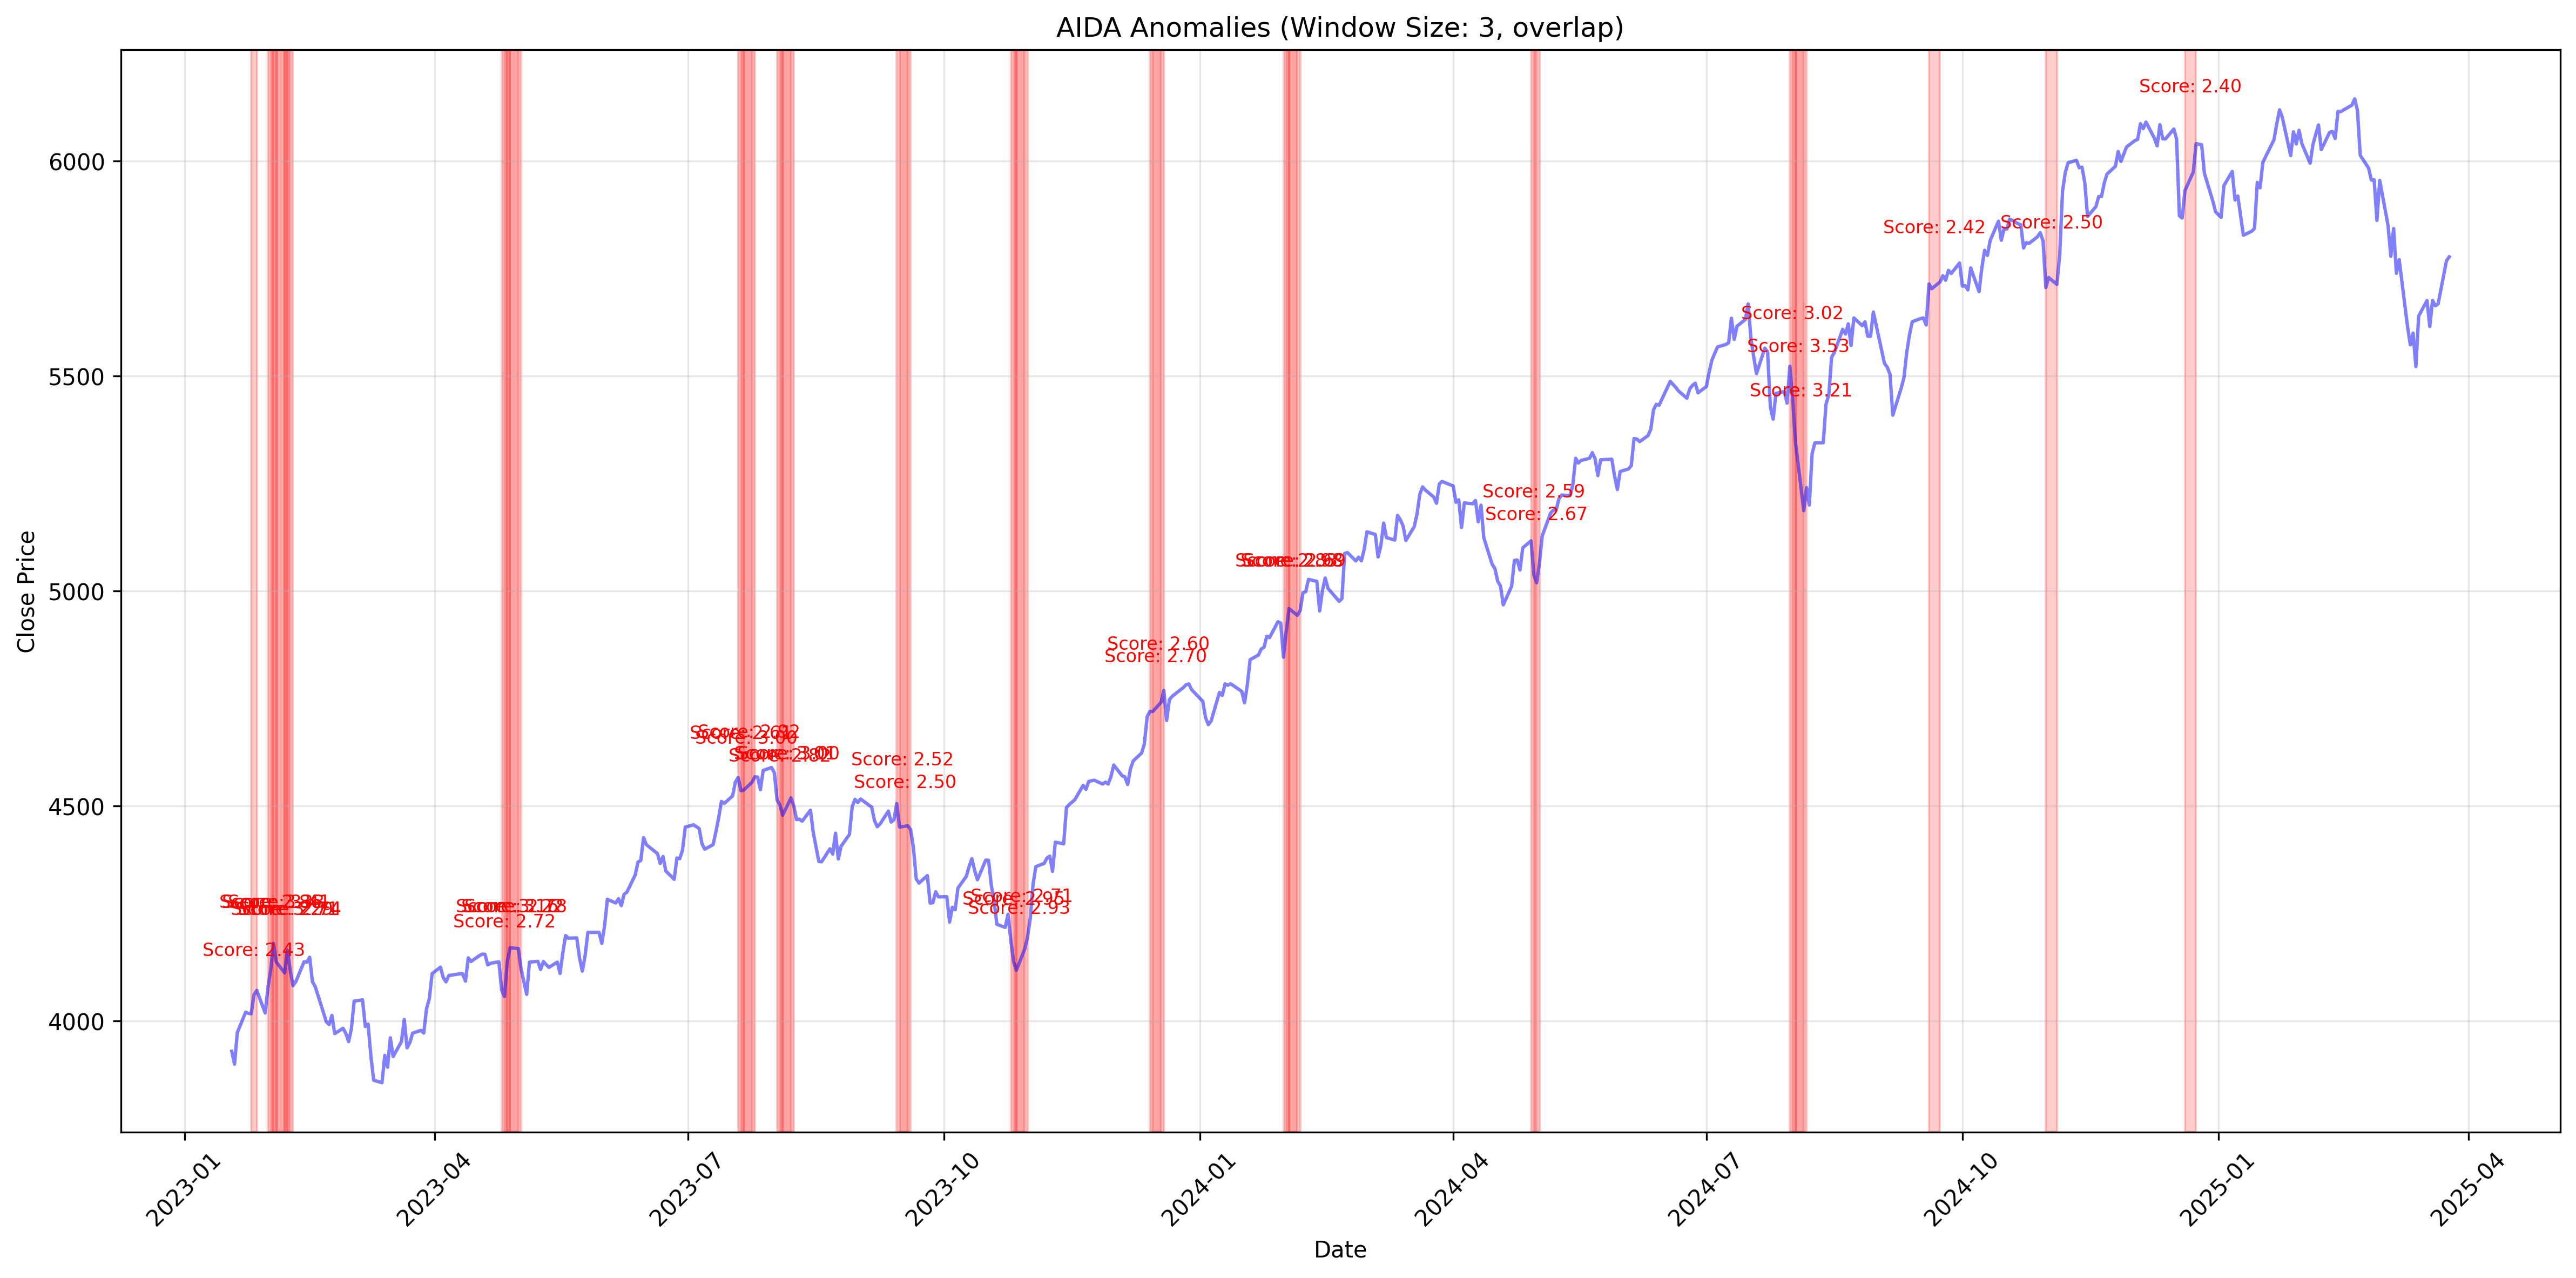 AIDA Anomalies (Window Size: 3, overlap)
Score: 2.40
6000
Score: 2.42
Score: 2.50
Score: 3.02
Score: 3.53
5500
Score: 3.21
Score: 2.59
Score: 2.67
5000
Score: 2.60
Score: 2.70
Score: 2.52
Score: 2.50
4500
Score: 2.71
Score: 2.93
Score: 2.72
Score: 2.43
4000
Close Price
2023-01
2023-04
2023-07
2023-10
2024-01
2024-04
2024-07
2024-10
2025-01
2025-04
Date